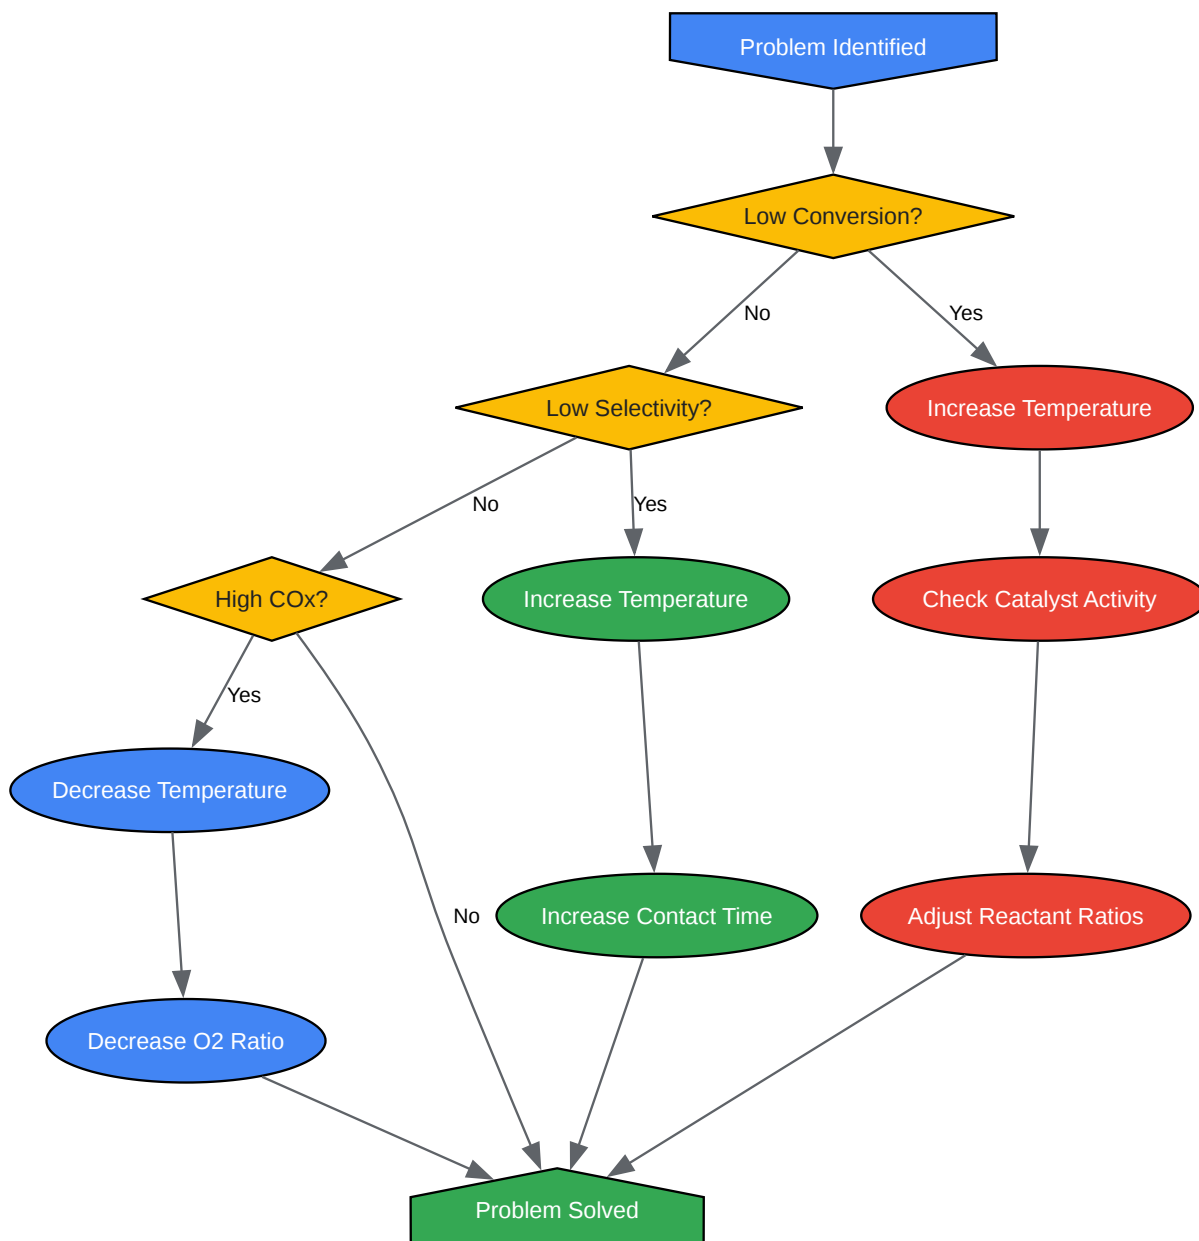 Problem Identified
Low Conversion?
No
Yes
Low Selectivity?
Increase Temperature
No
Yes
High COx?
Increase Temperature
Check Catalyst Activity
Yes
Decrease Temperature
No
Increase Contact Time
Adjust Reactant Ratios
Decrease O2 Ratio
Problem Solved